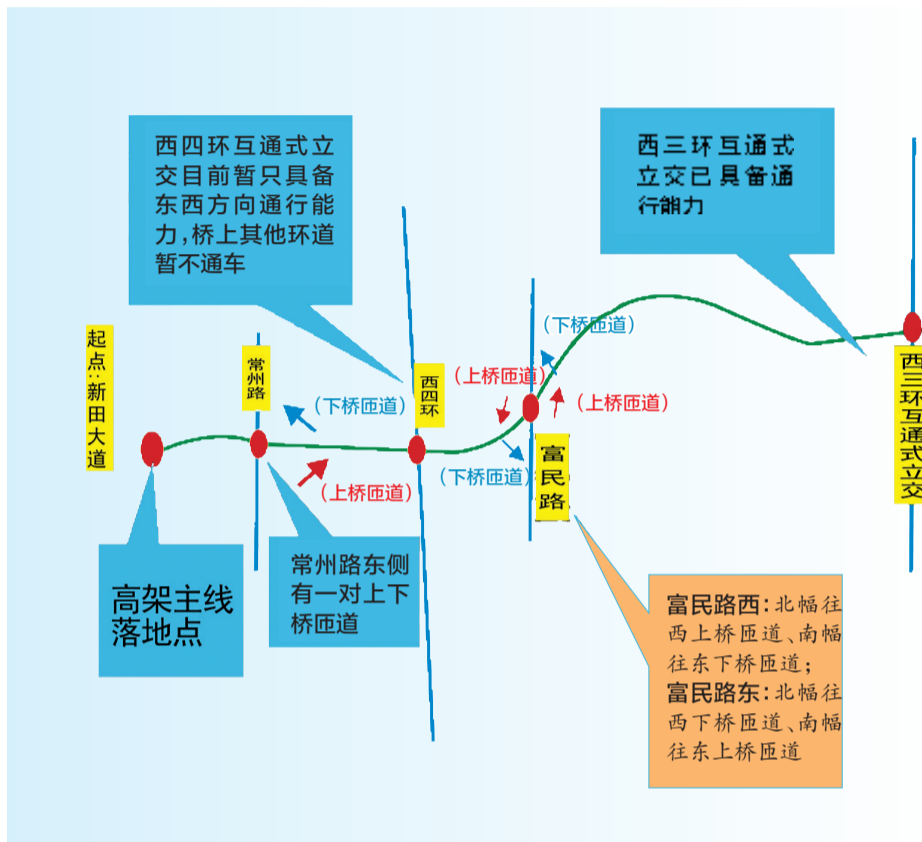 西四环互通式立
交目前暂只具备
东西方向通行能
力,桥上其他环道
暂不通车
西三环互通式
立交已具备通
行能力
起点:新田大道
常州路
(下桥匝道)
西四环
(上桥匝道)
(下桥匝道)
(上桥匝道)
(上桥匝道)
(下桥匝道)
富民路
西三环互通式立交
高架主线
落地点
常州路东侧
有一对上下
桥匝道
富民路西:北幅往
西上桥匝道、南幅
往东下桥匝道;
富民路东:北幅往
西下桥匝道、南幅
往东上桥匝道